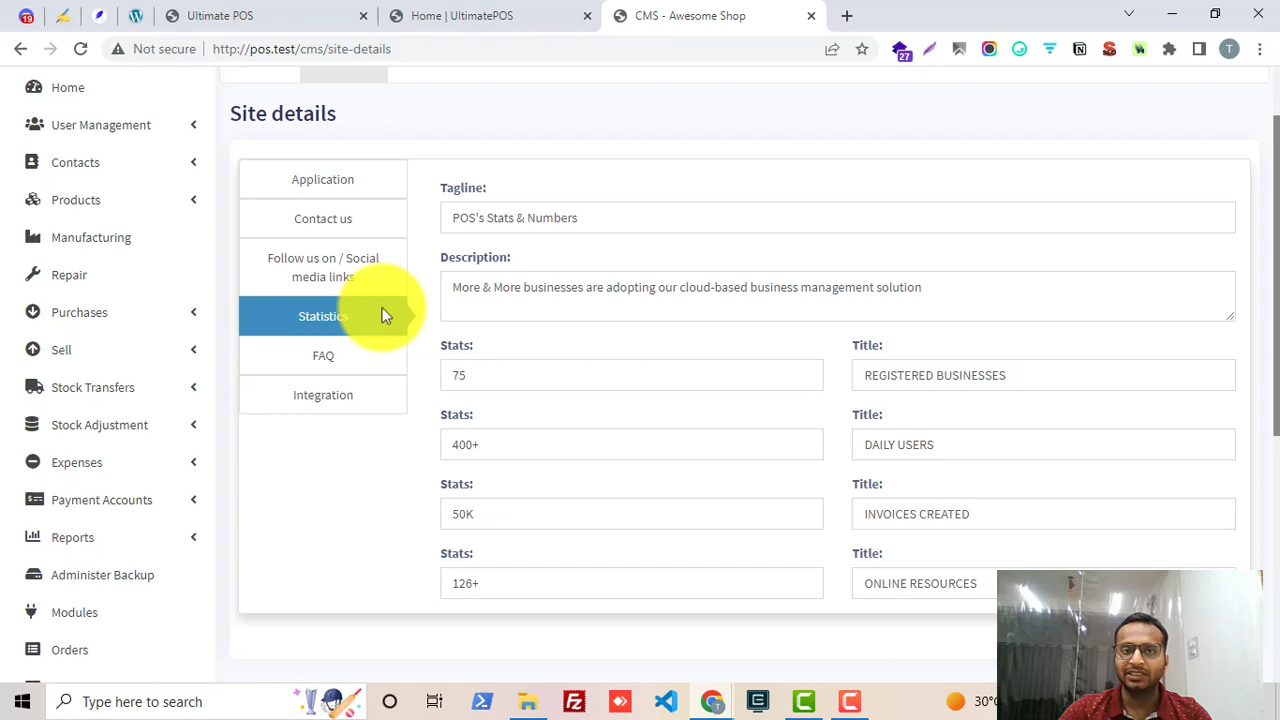 19
Ultimate POS
Home | UltimatePOS
CMS - Awesome Shop
Not secure
http://pos.test/cms/site-details
27
T
Home
User Management
Contacts
Products
Manufacturing
Repair
Purchases
Sell
Stock Transfers
Stock Adjustment
Expenses
Payment Accounts
Reports
Administer Backup
Modules
Orders
Site details
Application
Contact us
Follow us on / Social
media links
Statistics
FAQ
Integration
Tagline:
POS's Stats & Numbers
Description:
More & More businesses are adopting our cloud-based business management solution
Stats:
Title:
75
REGISTERED BUSINESSES
Stats:
Title:
400+
DAILY USERS
Stats:
Title:
50K
INVOICES CREATED
Stats:
Title:
126+
ONLINE RESOURCES
Type here to search
30°